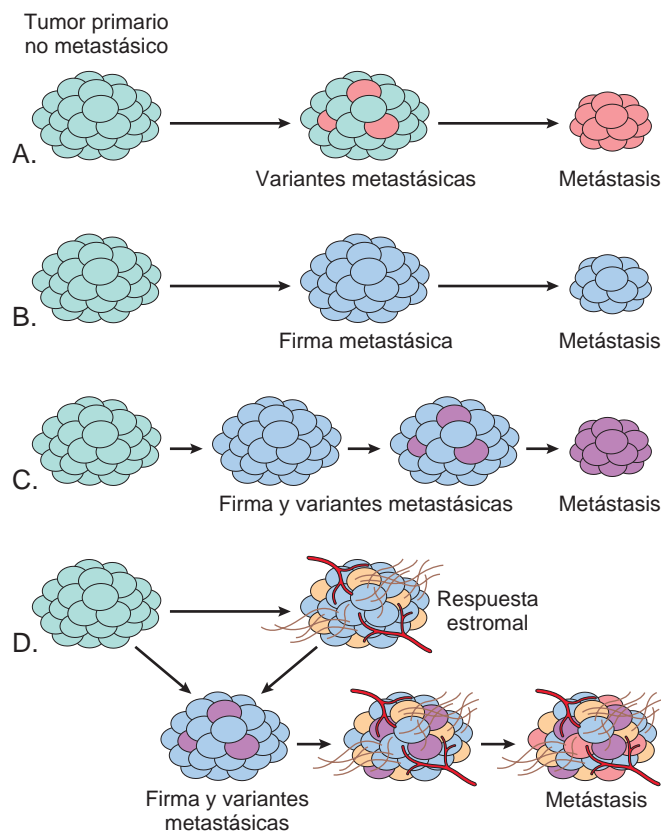 Tumor primario
no metastásico
A.
Variantes metastásicas
Metástasis
B.
Firma metastásica
Metástasis
C.
Firma y variantes metastásicas
Metástasis
D.
Respuesta
estromal
Firma y variantes
metastásicas
Metástasis